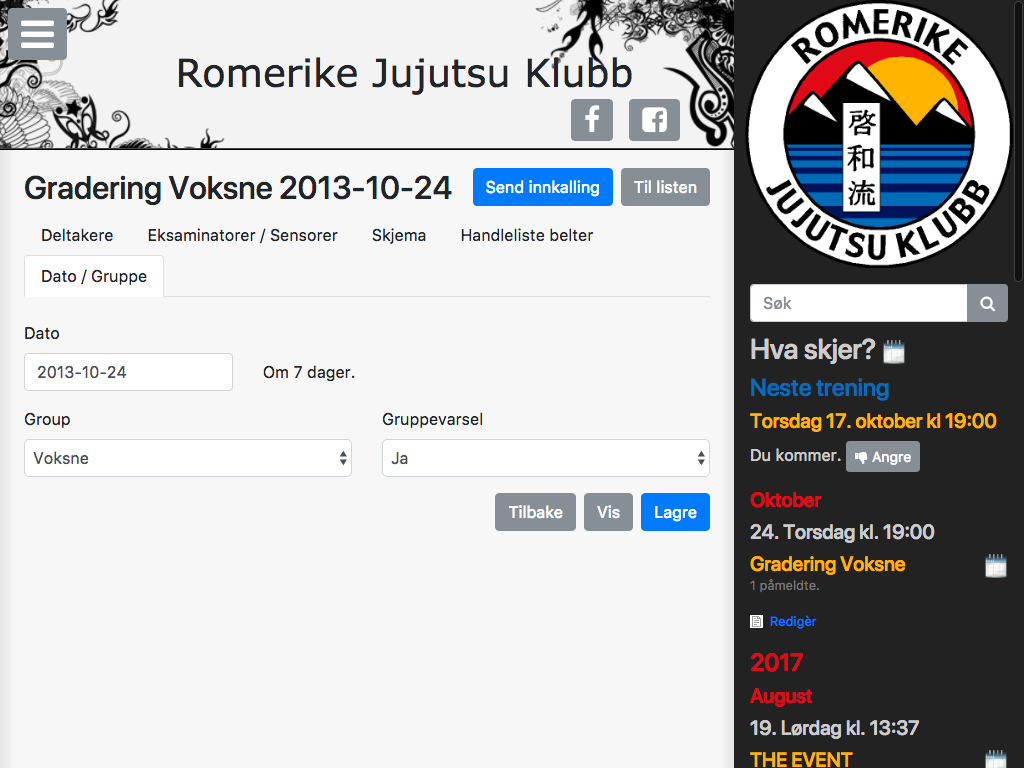 Romerike Jujutsu Klubb
Gradering Voksne 2013-10-24
Send innkalling
Til listen
Deltakere
Eksaminatorer / Sensorer
Skjema
Handleliste belter
Dato / Gruppe
Dato
2013-10-24
Om 7 dager.
Group
Gruppevarsel
Voksne
Ja
Tilbake
Vis
Lagre
ROMERIKE
啓和流
JUJUTSU KLUBB
Søk
Hva skjer?
Neste trening
Torsdag 17. oktober kl 19:00
Du kommer.
Angre
Oktober
24. Torsdag kl. 19:00
Gradering Voksne
1 påmeldte.
Redigèr
2017
August
19. Lørdag kl. 13:37
THE EVENT